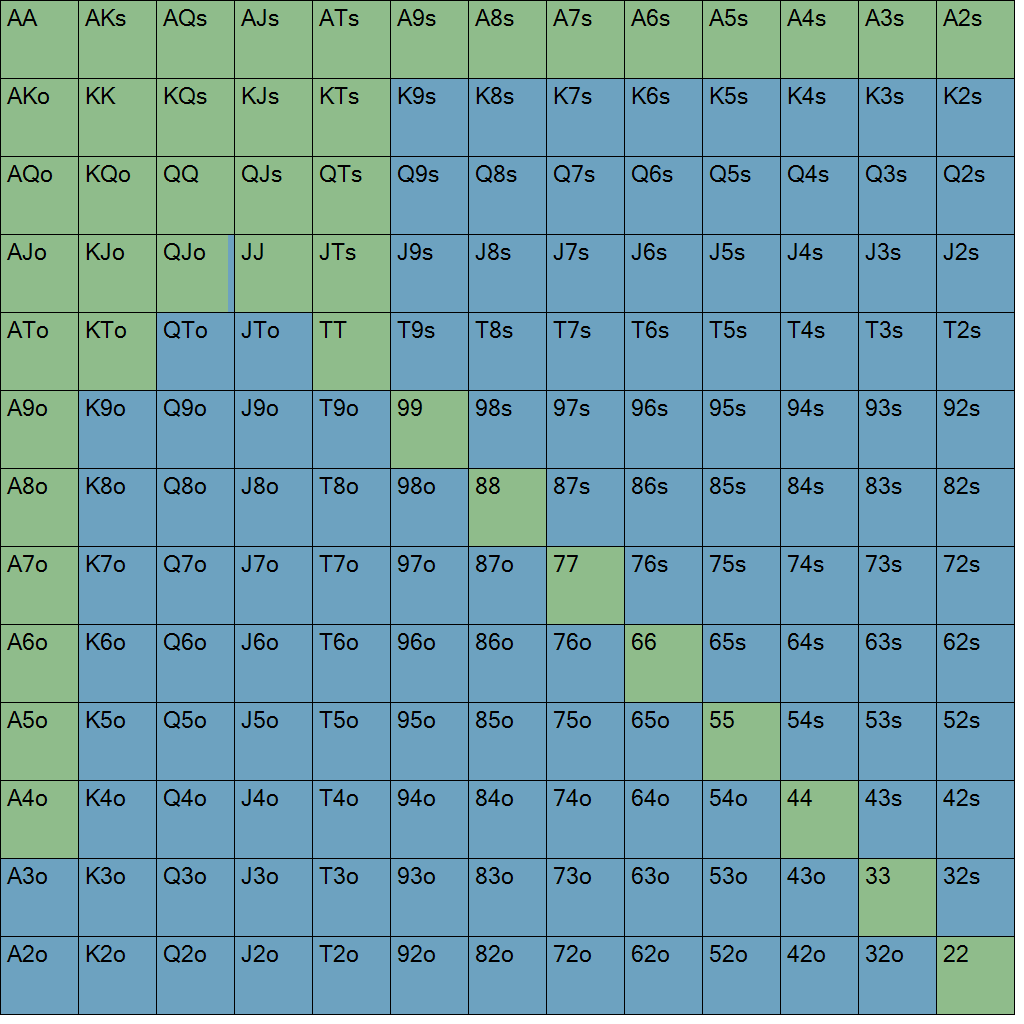 AA AKs AQs AJs ATs A9s A8s A7s A6s A5s A4s A3s A2s
AKo KK KQs KJs KTs K9s K8s K7s K6s K5s K4s K3s K2s
AQo KQo QQ QJs QTs Q9s Q8s Q7s Q6s Q5s Q4s Q3s Q2s
AJo KJo QJo JJ JTs J9s J8s J7s J6s J5s J4s J3s J2s
ATo KTo QTo JTo TT T9s T8s T7s T6s T5s T4s T3s T2s
A9o K9o Q9o J9o T9o 99 98s 97s 96s 95s 94s 93s 92s
A8o K8o Q8o J8o T8o 98o 88 87s 86s 85s 84s 83s 82s
A7o K7o Q7o J7o T7o 97o 87o 77 76s 75s 74s 73s 72s
A6o K6o Q6o J6o T6o 96o 86o 76o 66 65s 64s 63s 62s
A5o K5o Q5o J5o T5o 95o 85o 75o 65o 55 54s 53s 52s
A4o K4o Q4o J4o T4o 94o 84o 74o 64o 54o 44 43s 42s
A3o K3o Q3o J3o T3o 93o 83o 73o 63o 53o 43o 33 32s
A2o K2o Q2o J2o T2o 92o 82o 72o 62o 52o 42o 32o 22